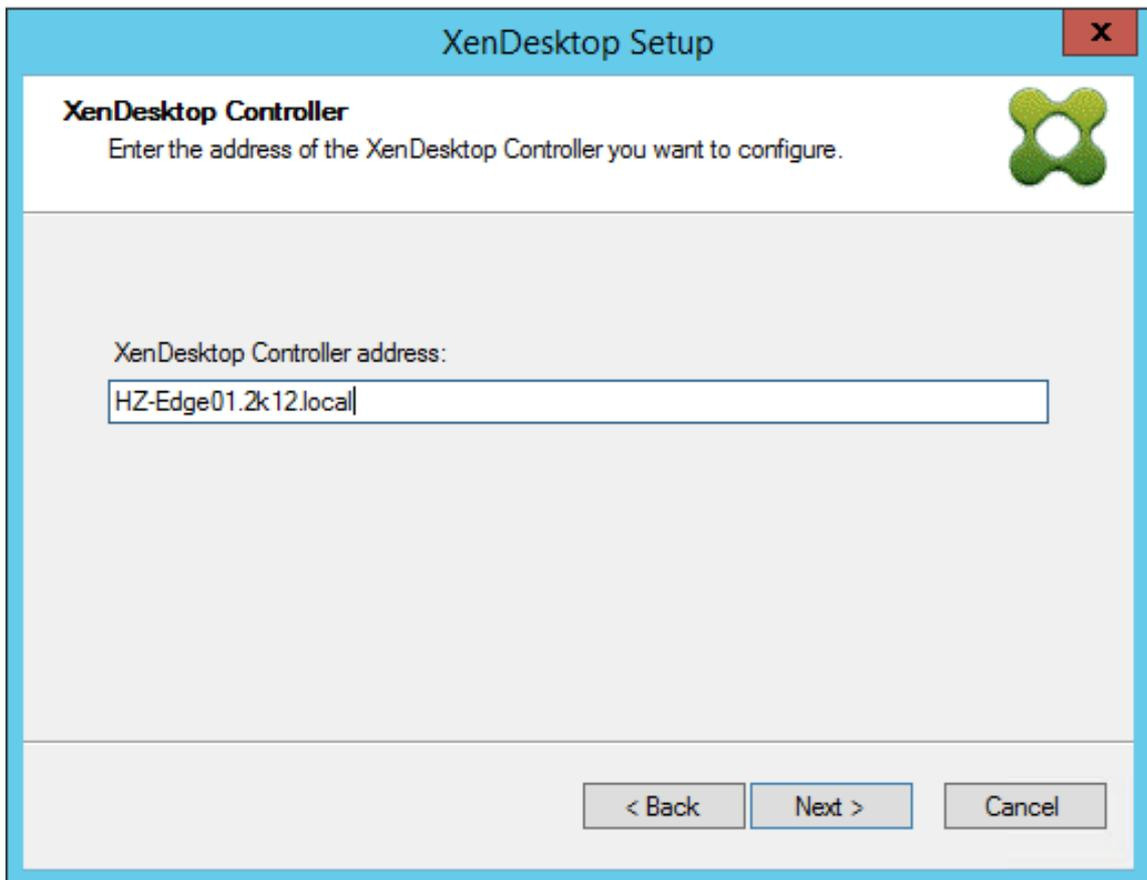 XenDesktop Setup
x
XenDesktop Controller
Enter the address of the XenDesktop Controller you want to configure.
XenDesktop Controller address:
HZ-Edge01.2k12.local
< Back
Next >
Cancel